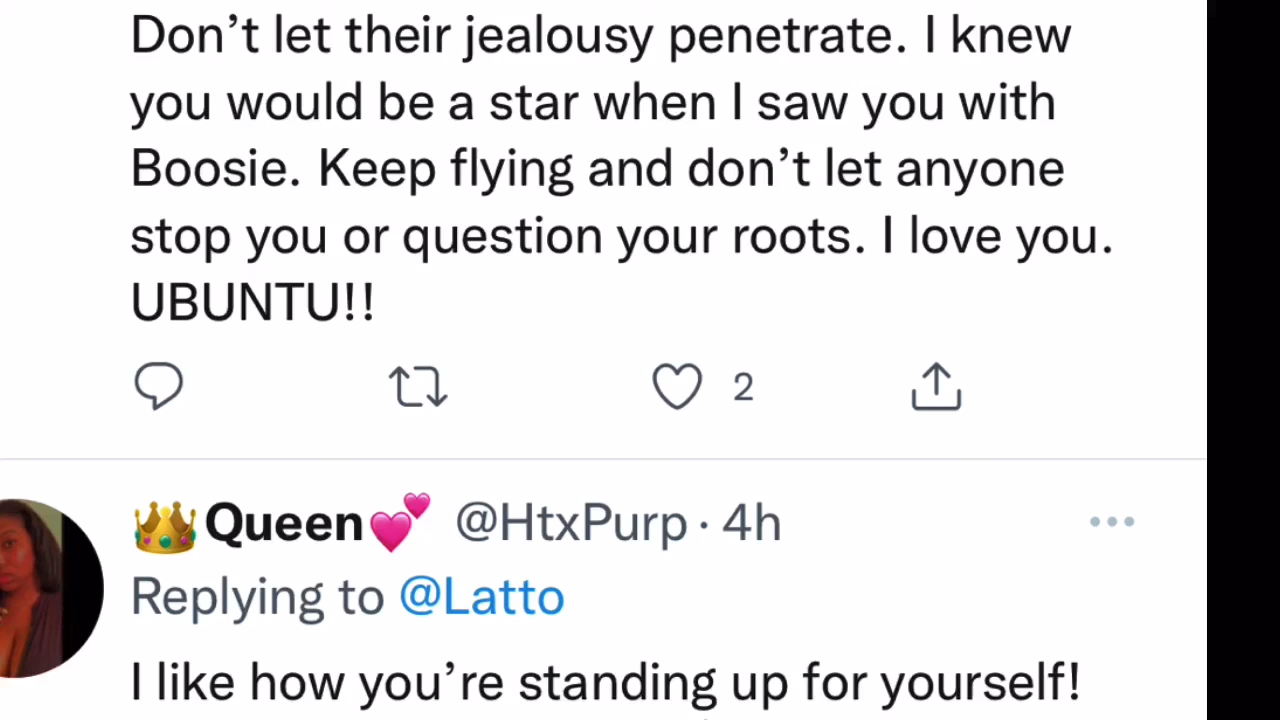 Don’t let their jealousy penetrate. I knew
you would be a star when I saw you with
Boosie. Keep flying and don’t let anyone
stop you or question your roots. I love you.
UBUNTU!!
2
👑Queen💕 @HtxPurp · 4h
Replying to @Latto
I like how you’re standing up for yourself!